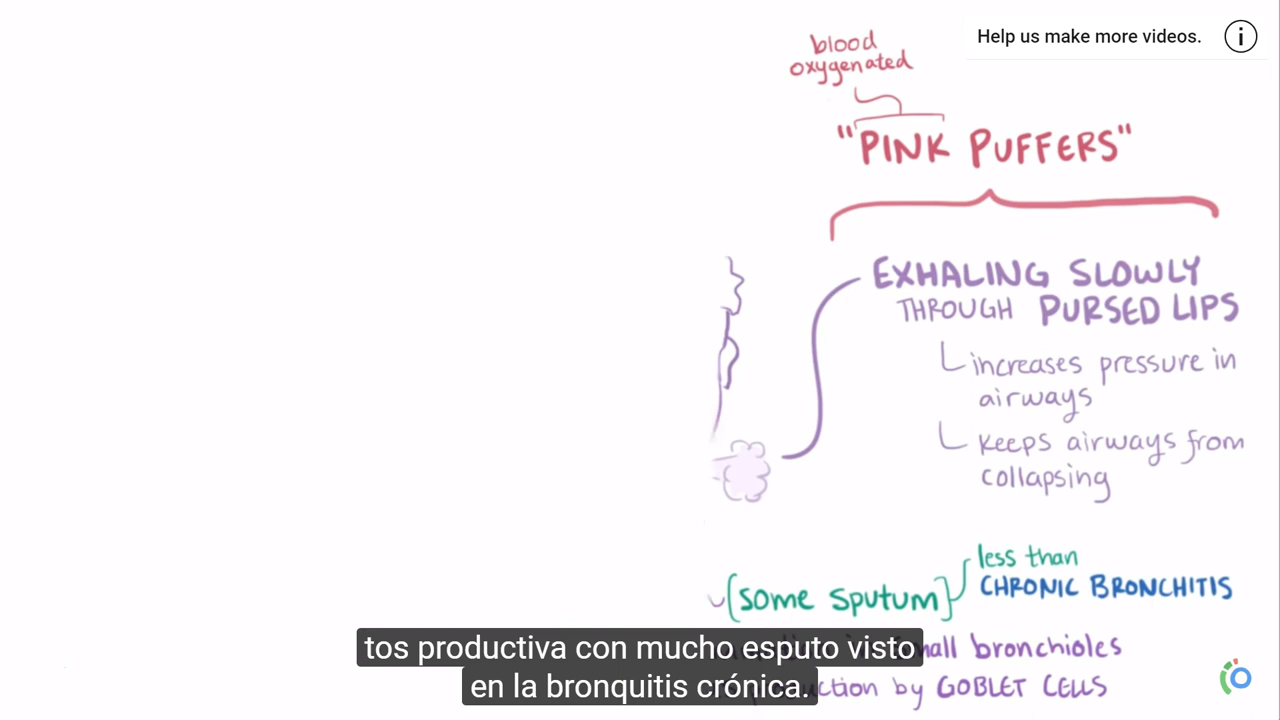 Help us make more videos.
blood
oxygenated
"PINK PUFFERS"
EXHALING SLOWLY
THROUGH PURSED LIPS
increases pressure in
airways
keeps airways from
collapsing
less than
CHRONIC BRONCHITIS
(some sputum)
bronchioles
by GOBLET CELLS
tos productiva con mucho esputo visto
en la bronquitis crónica.